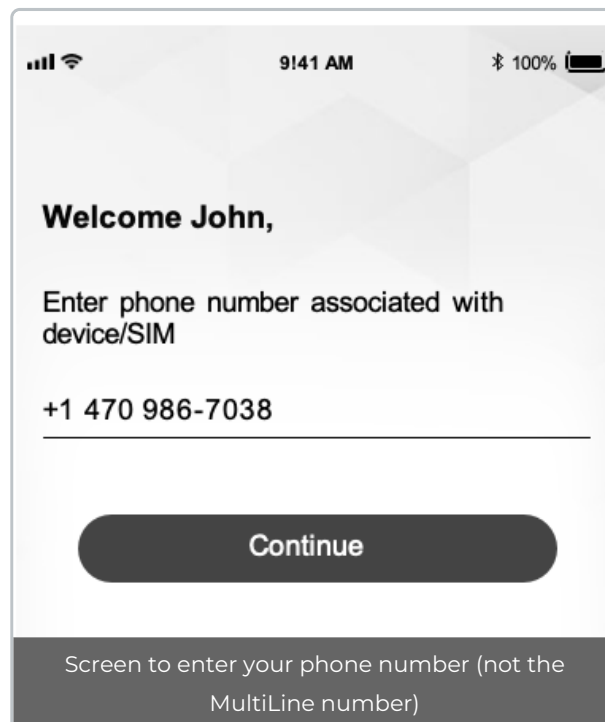 9:41 AM
100%
Welcome John,
Enter phone number associated with
device/SIM
+1 470 986-7038
Continue
Screen to enter your phone number (not the
MultiLine number)